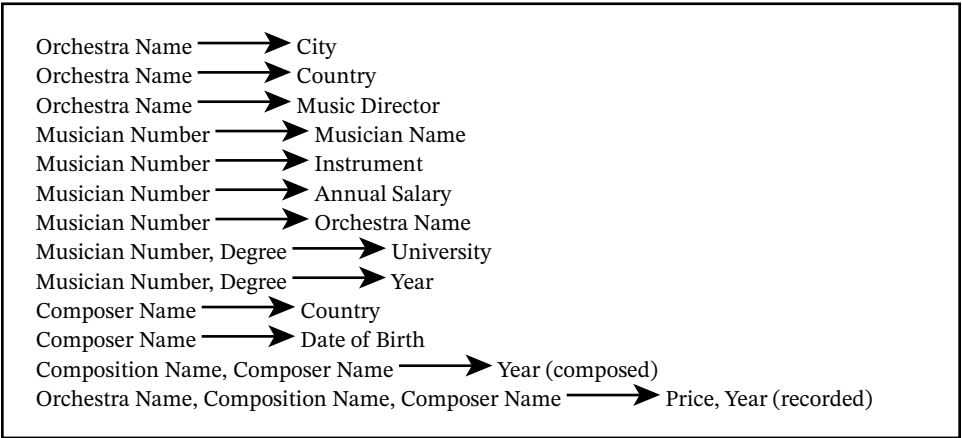 Orchestra Name → City
Orchestra Name → Country
Orchestra Name → Music Director
Musician Number → Musician Name
Musician Number → Instrument
Musician Number → Annual Salary
Musician Number → Orchestra Name
Musician Number, Degree → University
Musician Number, Degree → Year
Composer Name → Country
Composer Name → Date of Birth
Composition Name, Composer Name → Year (composed)
Orchestra Name, Composition Name, Composer Name → Price, Year (recorded)